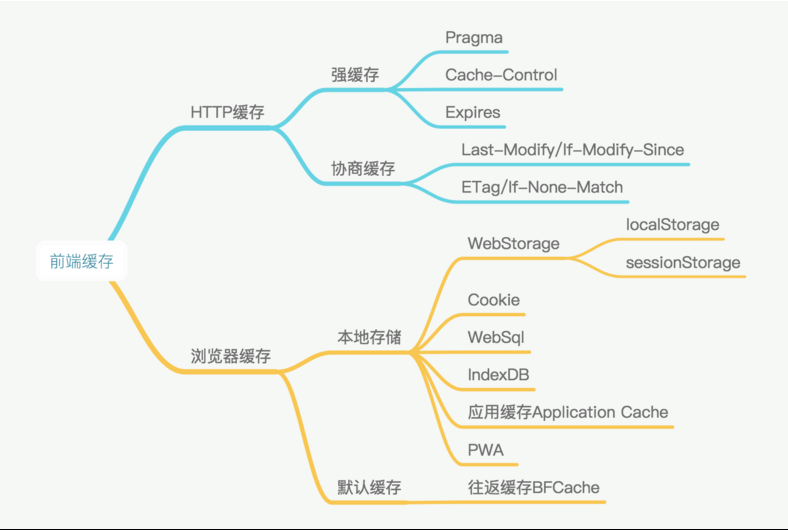 前端缓存
HTTP缓存
强缓存
Pragma
Cache-Control
Expires
协商缓存
Last-Modify/If-Modify-Since
ETag/If-None-Match
浏览器缓存
本地存储
WebStorage
localStorage
sessionStorage
Cookie
WebSql
IndexDB
应用缓存Application Cache
PWA
默认缓存
往返缓存BFCache